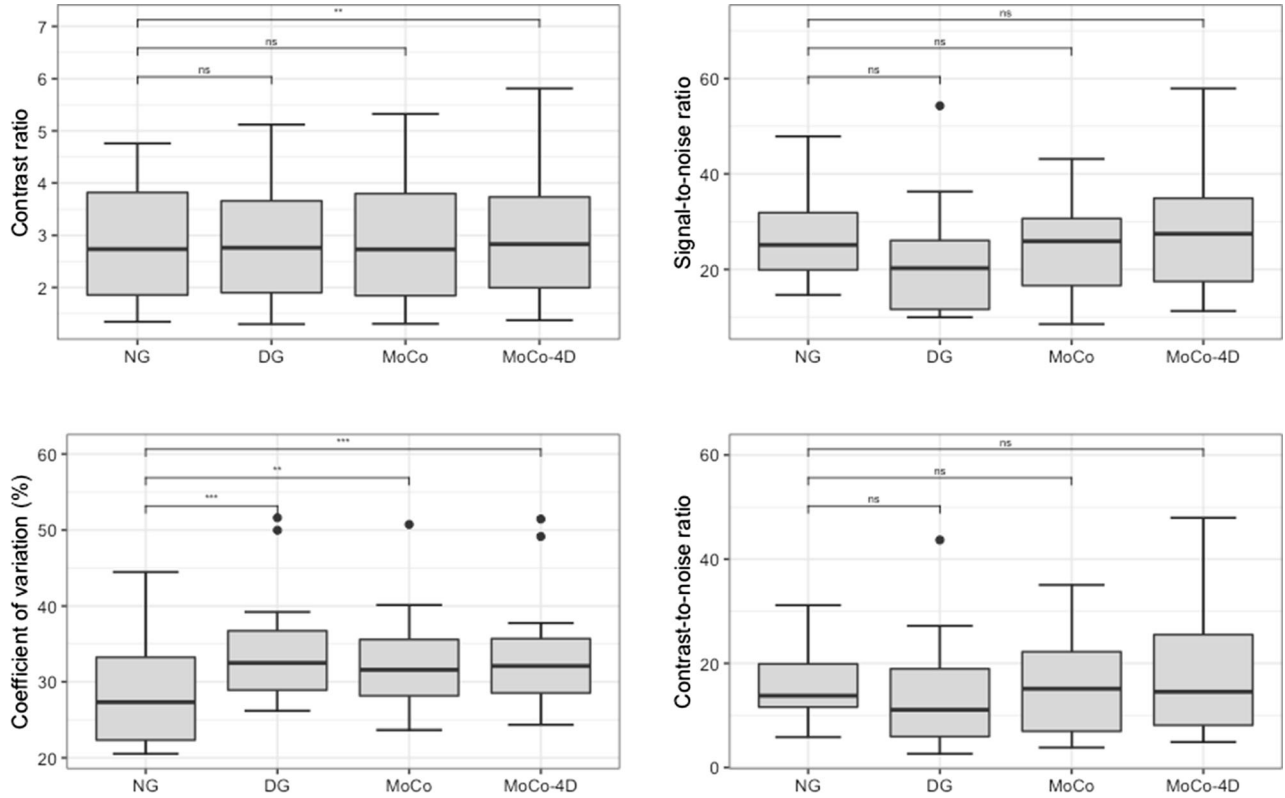 Contrast ratio
7
6
5
4
3
2
**
ns
ns
NG DG MoCo MoCo-4D
Signal-to-noise ratio
60
40
20
ns
ns
ns
NG DG MoCo MoCo-4D
Coefficient of variation (%)
60
50
40
30
20
***
**
***
NG DG MoCo MoCo-4D
Contrast-to-noise ratio
60
40
20
0
ns
ns
ns
NG DG MoCo MoCo-4D